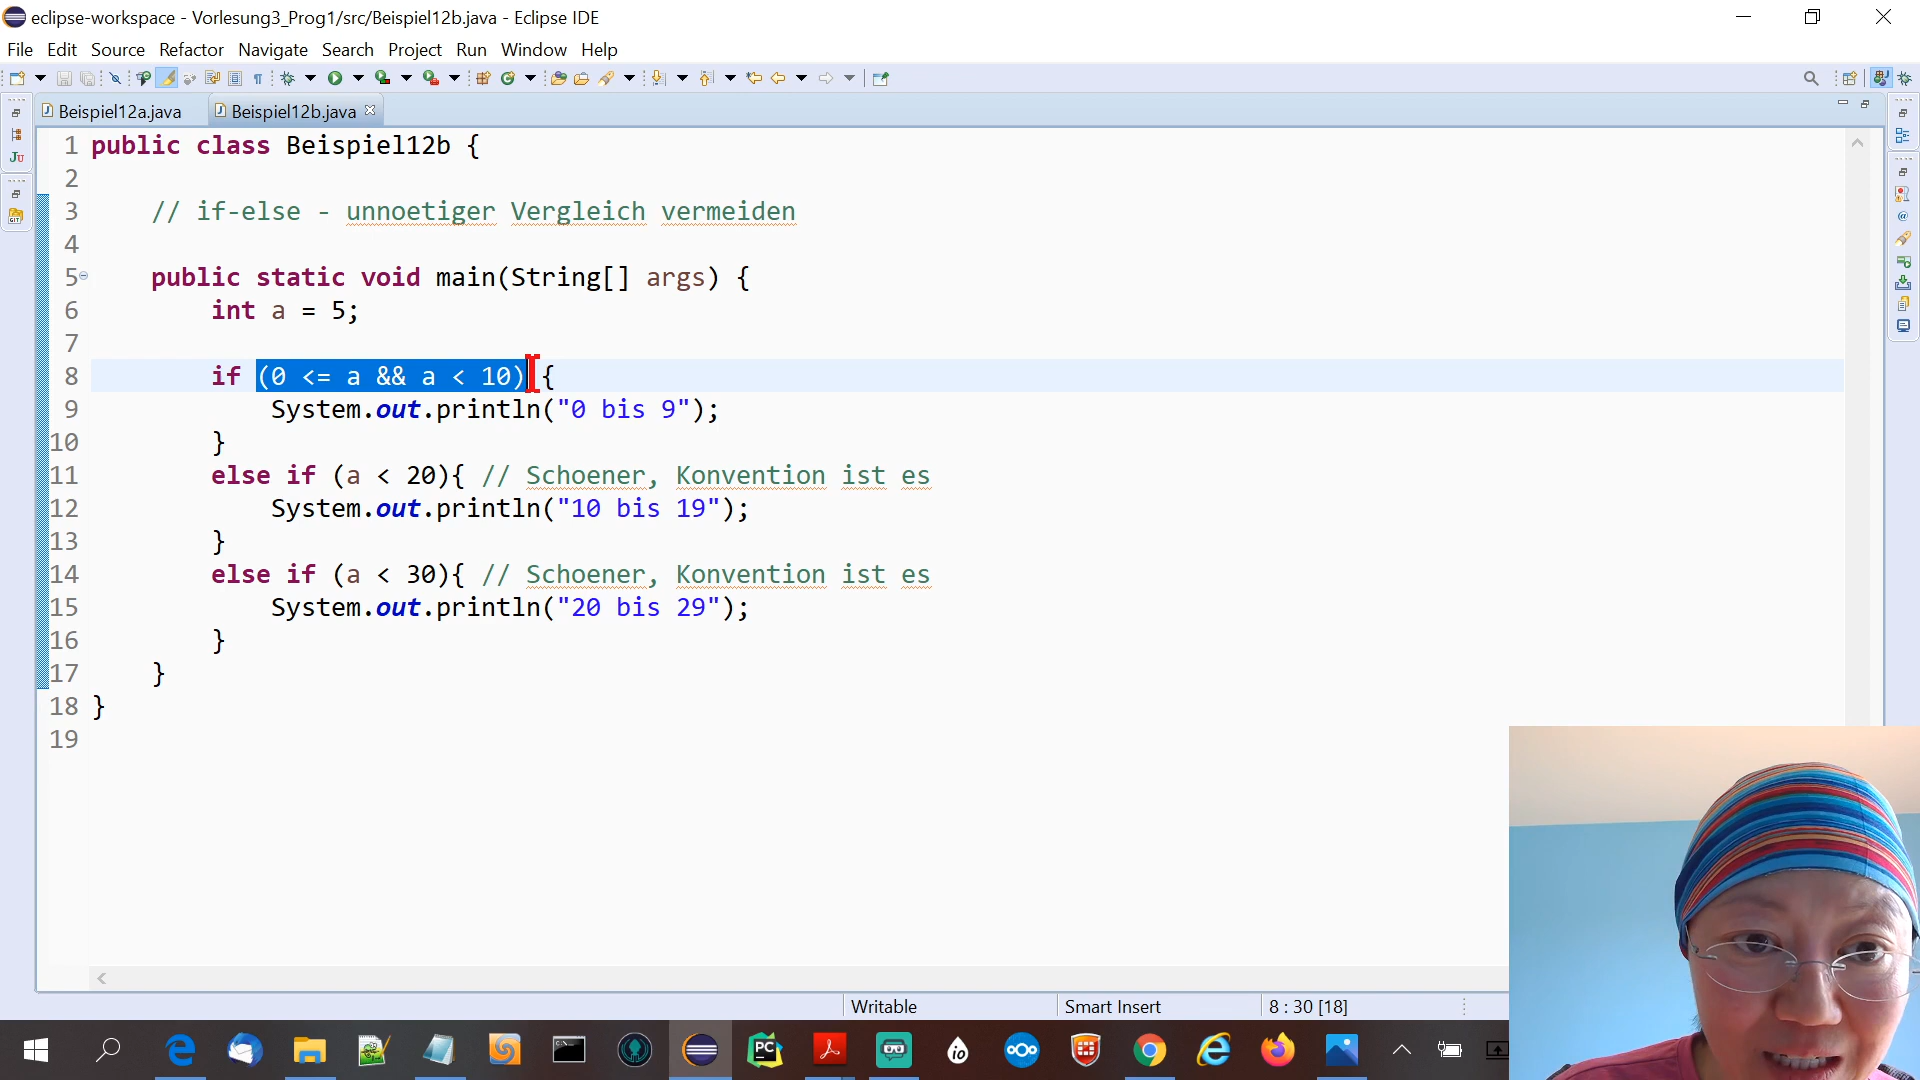 eclipse-workspace - Vorlesung3_Prog1/src/Beispiel12b.java - Eclipse IDE
File Edit Source Refactor Navigate Search Project Run Window Help
Beispiel12a.java Beispiel12b.java
1 public class Beispiel12b {
2
3 // if-else - unnoetiger Vergleich vermeiden
4
5 public static void main(String[] args) {
6 int a = 5;
7
8 if (0 <= a && a < 10) {
9 System.out.println("0 bis 9");
10 }
11 else if (a < 20){ // Schoener, Konvention ist es
12 System.out.println("10 bis 19");
13 }
14 else if (a < 30){ // Schoener, Konvention ist es
15 System.out.println("20 bis 29");
16 }
17 }
18 }
19
Writable Smart Insert 8 : 30 [18]